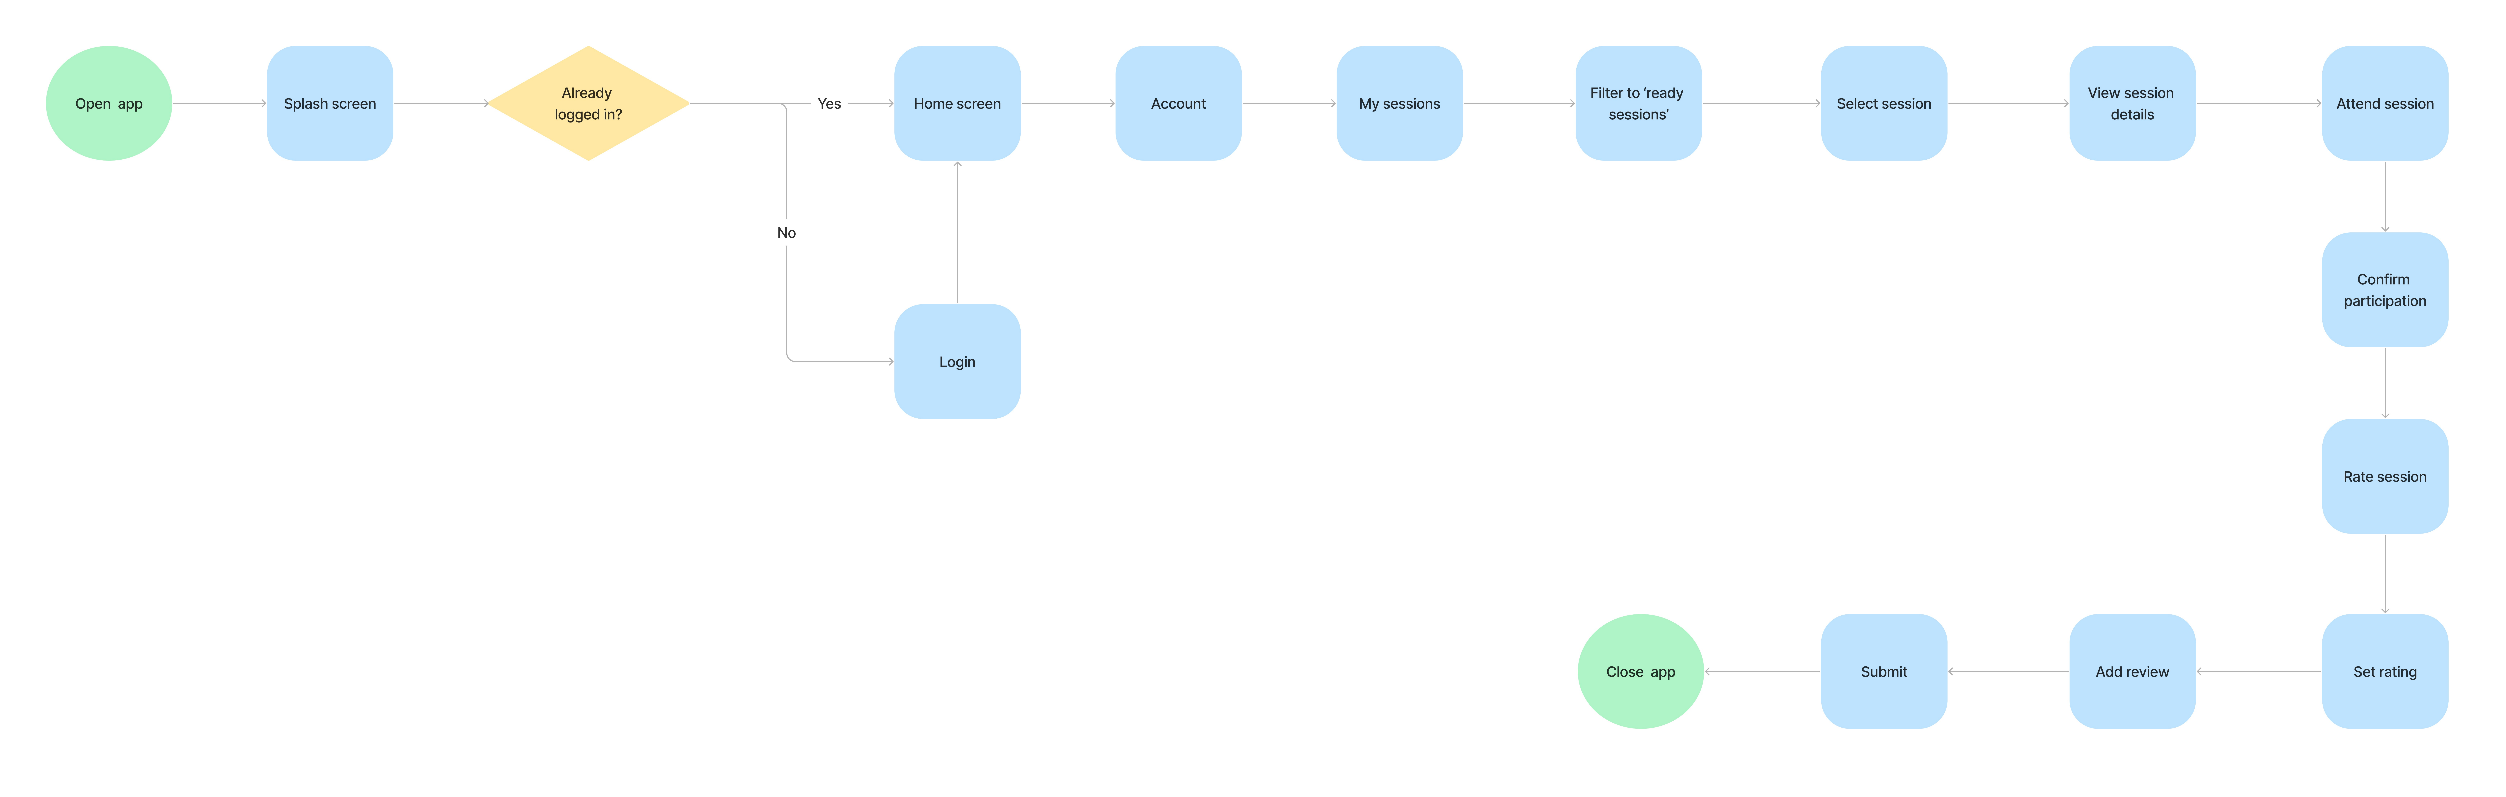 Open  app
Splash screen
Already
logged in?
Yes
Home screen
Account
My sessions
Filter to ‘ready
sessions’
Select session
View session
details
Attend session
No
Confirm
participation
Login
Rate session
Close  app
Submit
Add review
Set rating